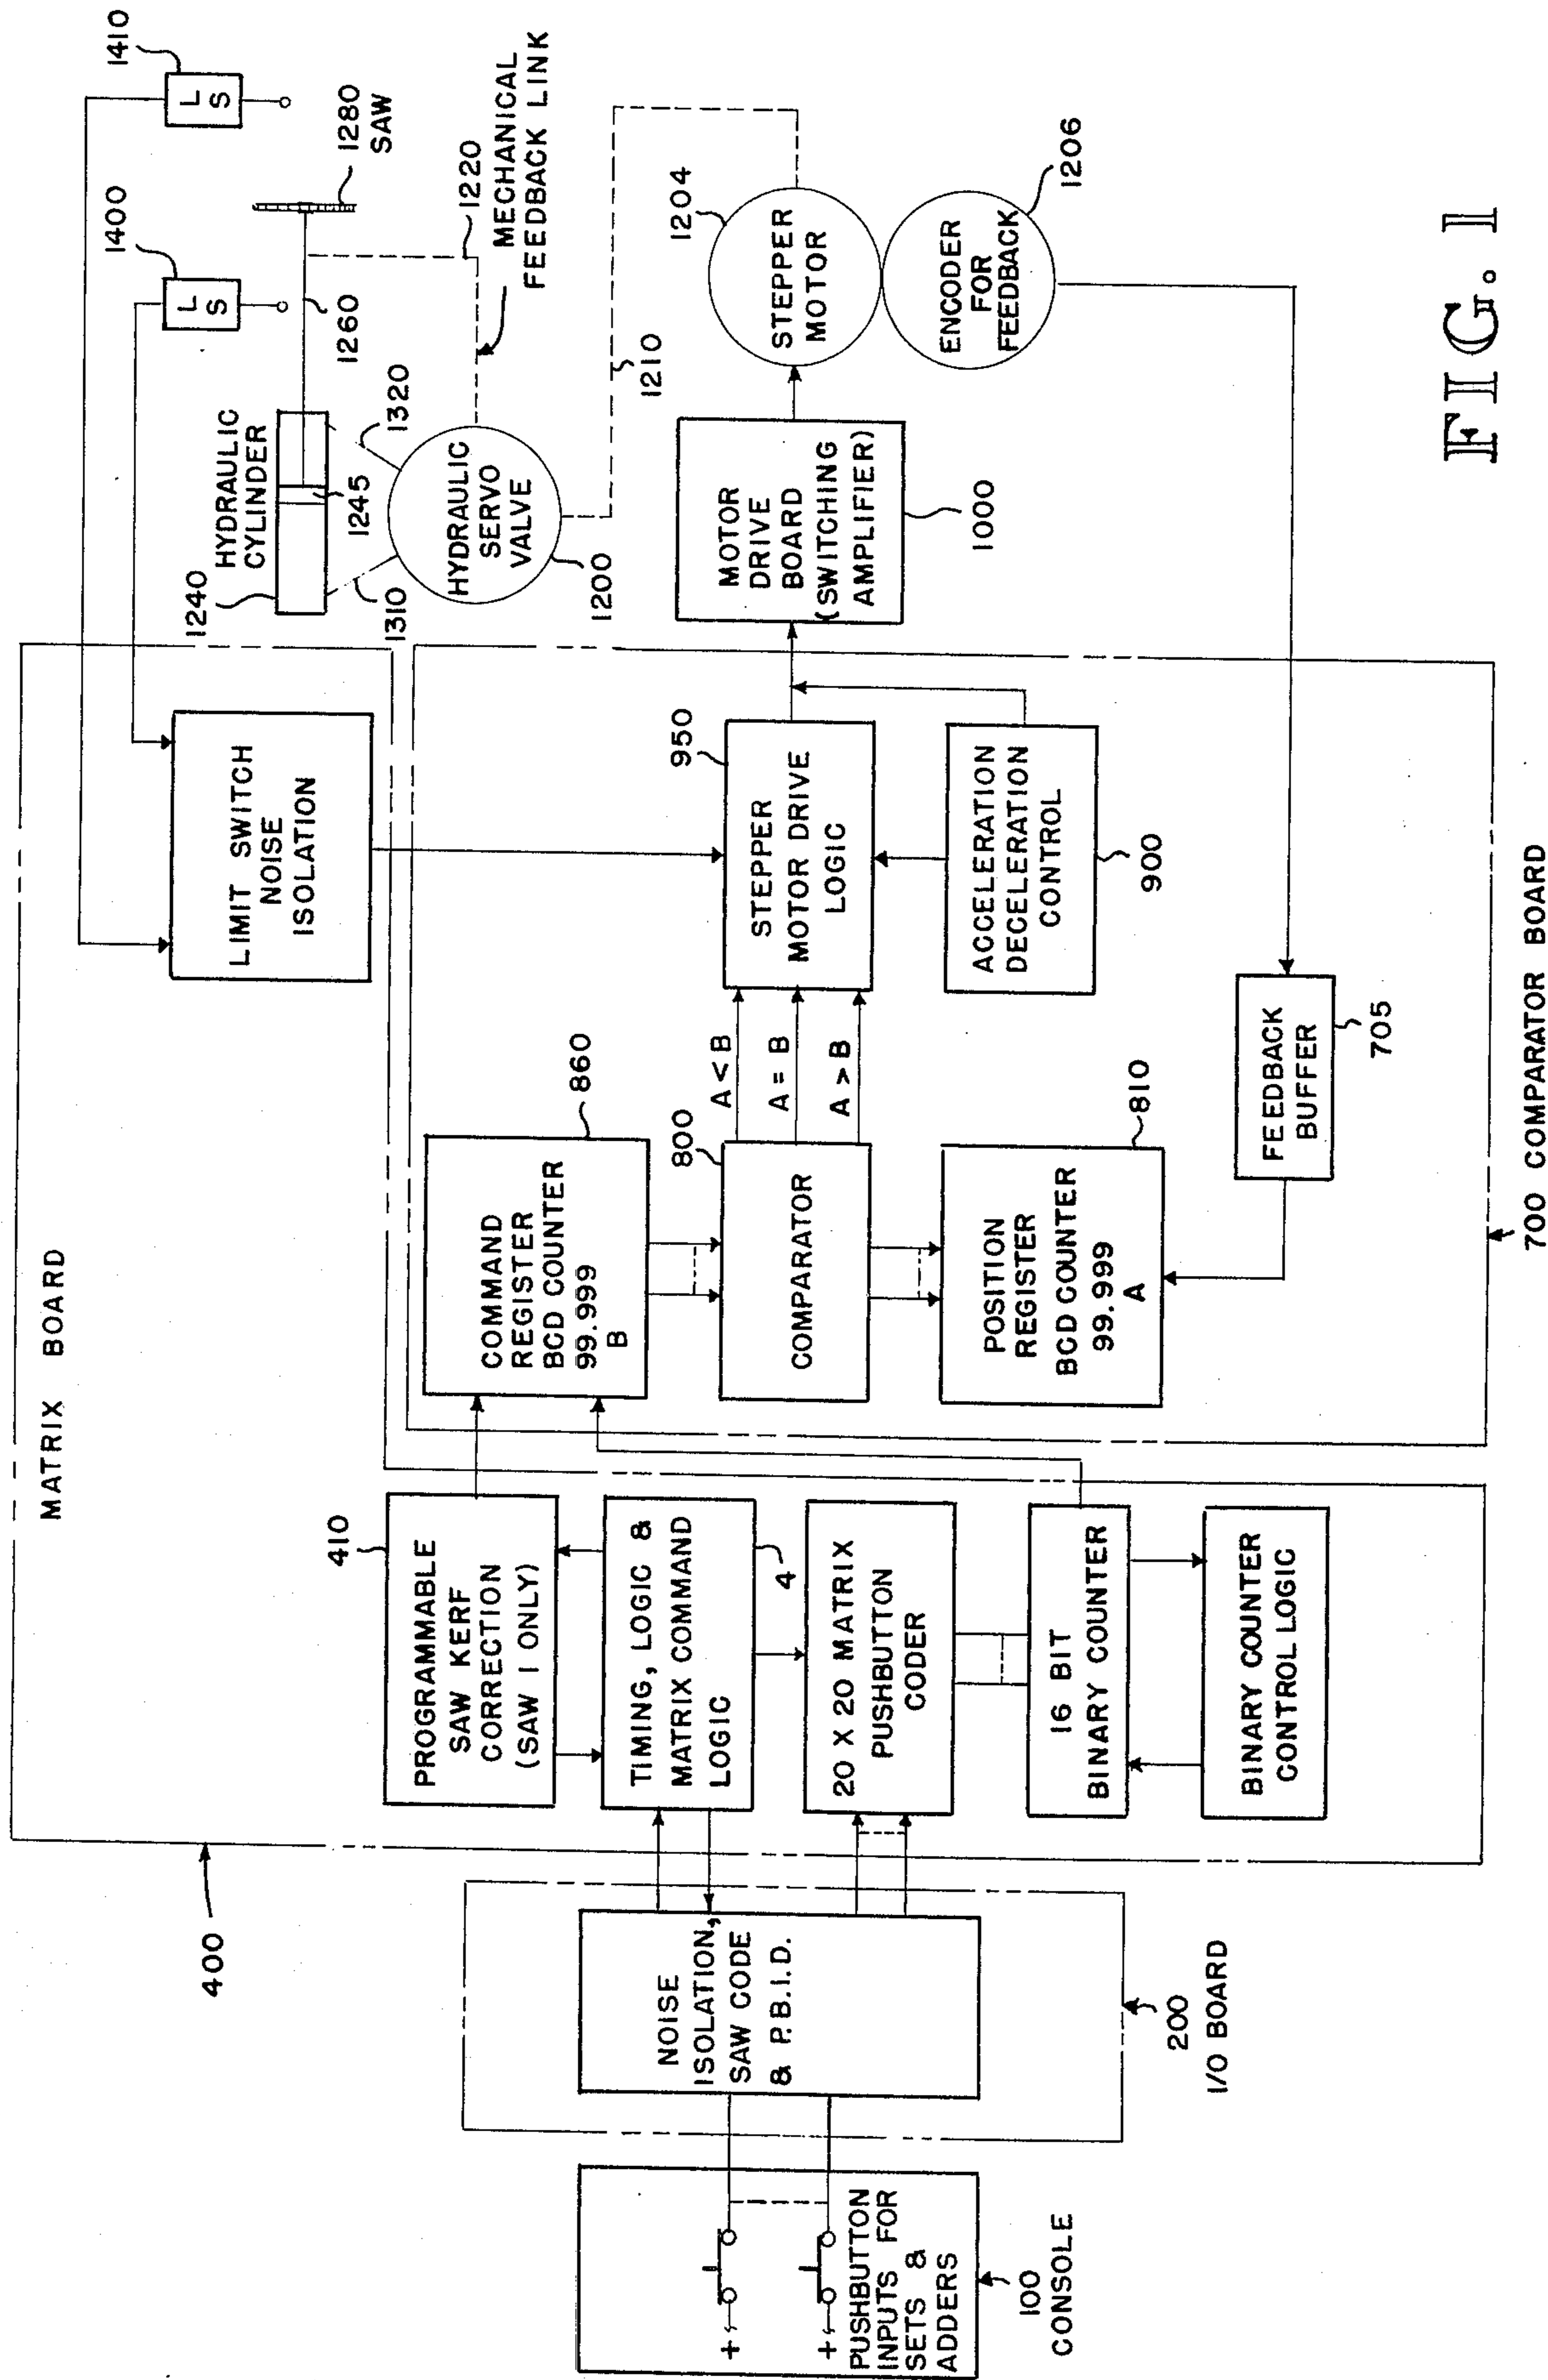 MATRIX BOARD
400
LIMIT SWITCH
NOISE
ISOLATION
1410
L
S
1400
L
S
1280
SAW
1260
HYDRAULIC
CYLINDER
1240
1245
1310
1320
HYDRAULIC
SERVO
VALVE
1200
1220
MECHANICAL
FEEDBACK LINK
1210
410
PROGRAMMABLE
SAW KERF
CORRECTION
(SAW 1 ONLY)
TIMING, LOGIC &
MATRIX COMMAND
LOGIC
4
20 X 20 MATRIX
PUSHBUTTON
CODER
16 BIT
BINARY COUNTER
BINARY COUNTER
CONTROL LOGIC
COMMAND
REGISTER
BCD COUNTER
99.999
B
860
800
COMPARATOR
A < B
A = B
A > B
POSITION
REGISTER
BCD COUNTER
99.999
A
810
950
STEPPER
MOTOR DRIVE
LOGIC
ACCELERATION
DECELERATION
CONTROL
900
FEEDBACK
BUFFER
705
700 COMPARATOR BOARD
MOTOR
DRIVE
BOARD
(SWITCHING
AMPLIFIER)
1000
1204
STEPPER
MOTOR
ENCODER
FOR
FEEDBACK
1206
NOISE
ISOLATION,
SAW CODE
& P.B.I.D.
200
I/O BOARD
+
+
PUSHBUTTON
INPUTS FOR
SETS &
ADDERS
100
CONSOLE
FIG. 1